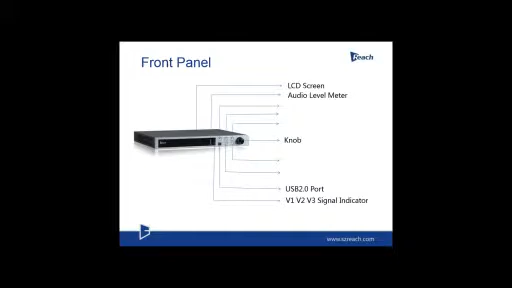 Front Panel
Reach
LCD Screen
Audio Level Meter
Knob
USB2.0 Port
V1 V2 V3 Signal Indicator
www.szreach.com